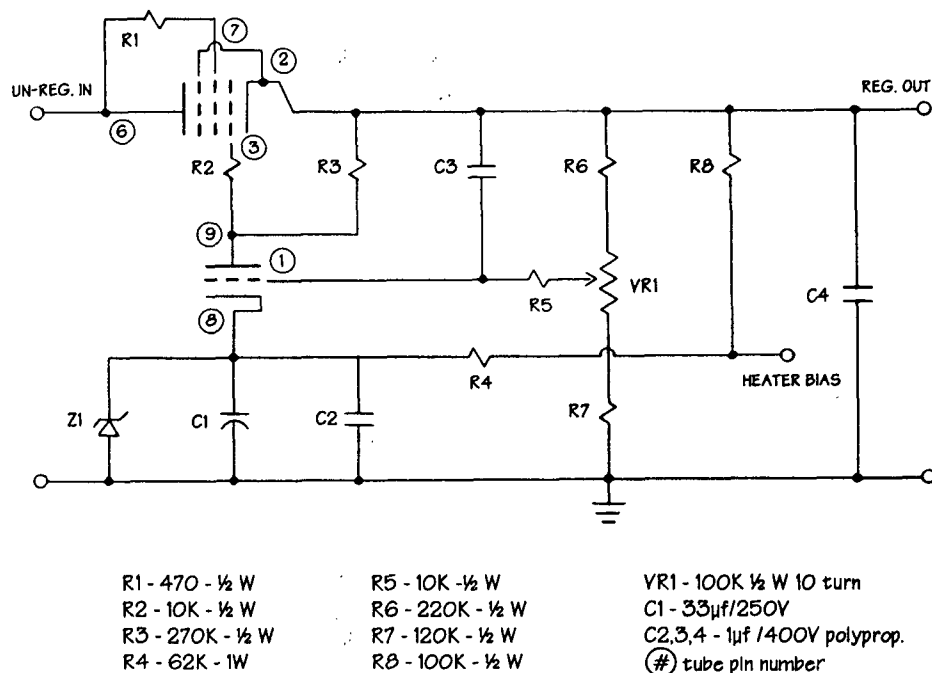 R1
⑦
②
UN-REG. IN
REG. OUT
⑥
③
R2
R3
C3
R6
R8
⑨
①
R5
VR1
C4
⑧
R4
HEATER BIAS
Z1
C1
C2
R7
R1 - 470 - ½ W
R2 - 10K - ½ W
R3 - 270K - ½ W
R4 - 62K - 1W
R5 - 10K - ½ W
R6 - 220K - ½ W
R7 - 120K - ½ W
R8 - 100K - ½ W
VR1 - 100K ½ W 10 turn
C1 - 33µf/250V
C2,3,4 - 1µf /400V polyprop.
(#) tube pin number